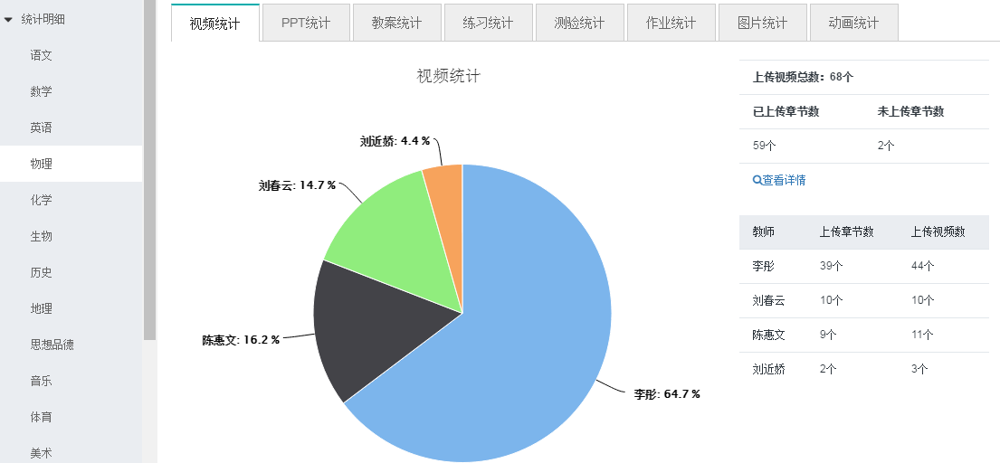 统计明细
语文
数学
英语
物理
化学
生物
历史
地理
思想品德
音乐
体育
美术
视频统计 PPT统计 教案统计 练习统计 测验统计 作业统计 图片统计 动画统计
视频统计
刘近娇: 4.4 %
刘春云: 14.7 %
陈惠文: 16.2 %
李彤: 64.7 %
上传视频总数：68个
已上传章节数 未上传章节数
59个 2个
查看详情
教师 上传章节数 上传视频数
李彤 39个 44个
刘春云 10个 10个
陈惠文 9个 11个
刘近娇 2个 3个